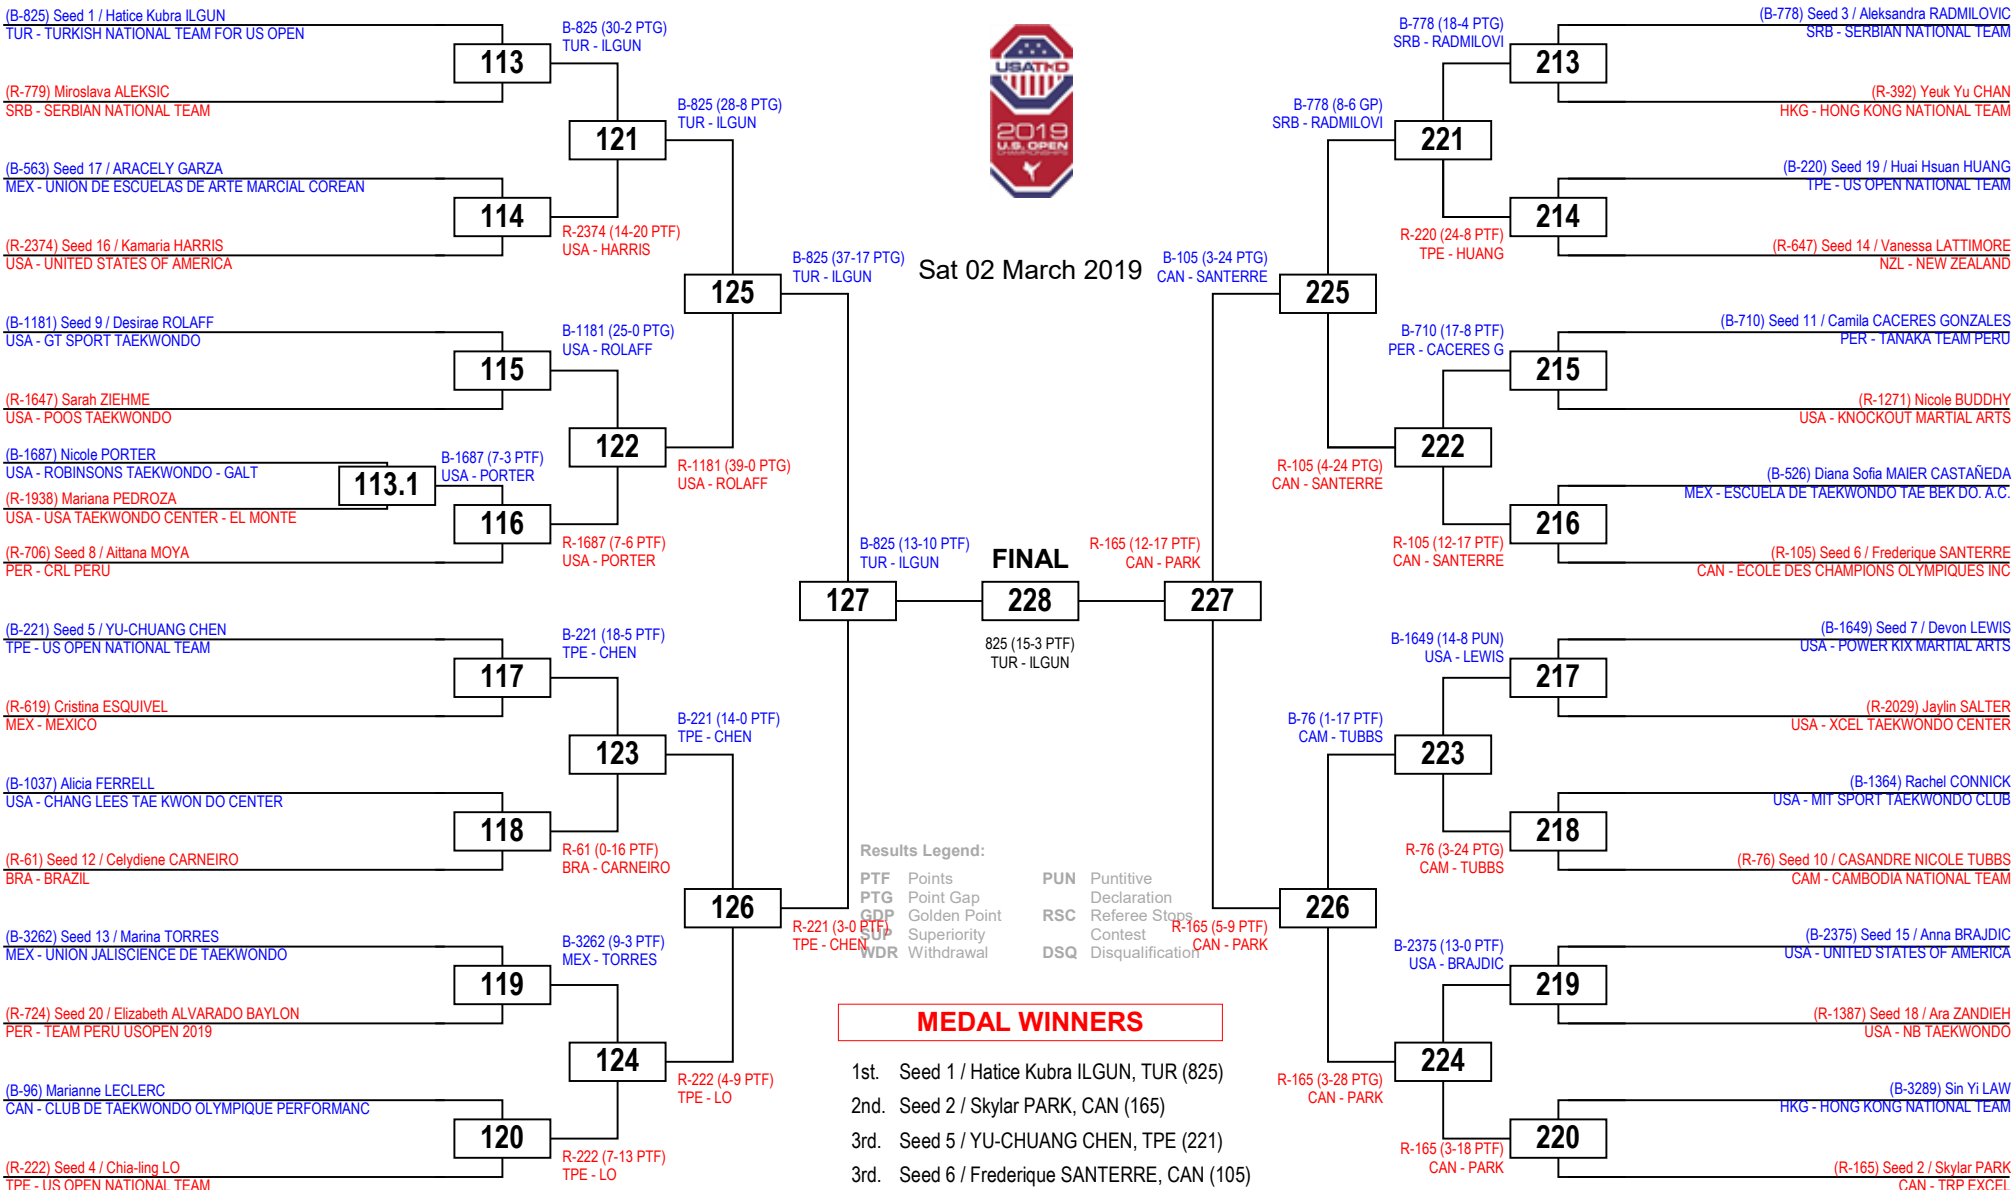 (B-825) Seed 1 / Hatice Kubra ILGUN
TUR - TURKISH NATIONAL TEAM FOR US OPEN
113
(R-779) Miroslava ALEKSIC
SRB - SERBIAN NATIONAL TEAM
B-825 (30-2 PTG)
TUR - ILGUN
121
B-825 (28-8 PTG)
TUR - ILGUN
(B-563) Seed 17 / ARACELY GARZA
MEX - UNION DE ESCUELAS DE ARTE MARCIAL COREAN
114
(R-2374) Seed 16 / Kamaria HARRIS
USA - UNITED STATES OF AMERICA
R-2374 (14-20 PTF)
USA - HARRIS
125
B-825 (37-17 PTG)
TUR - ILGUN
(B-1181) Seed 9 / Desirae ROLAFF
USA - GT SPORT TAEKWONDO
115
(R-1647) Sarah ZIEHME
USA - POOS TAEKWONDO
B-1181 (25-0 PTG)
USA - ROLAFF
122
R-1181 (39-0 PTG)
USA - ROLAFF
(B-1687) Nicole PORTER
USA - ROBINSONS TAEKWONDO - GALT
113.1
(R-1938) Mariana PEDROZA
USA - USA TAEKWONDO CENTER - EL MONTE
B-1687 (7-3 PTF)
USA - PORTER
116
(R-706) Seed 8 / Aittana MOYA
PER - CRL PERU
R-1687 (7-6 PTF)
USA - PORTER
127
B-825 (13-10 PTF)
TUR - ILGUN
(B-221) Seed 5 / YU-CHUANG CHEN
TPE - US OPEN NATIONAL TEAM
117
(R-619) Cristina ESQUIVEL
MEX - MEXICO
B-221 (18-5 PTF)
TPE - CHEN
123
B-221 (14-0 PTF)
TPE - CHEN
(B-1037) Alicia FERRELL
USA - CHANG LEES TAE KWON DO CENTER
118
(R-61) Seed 12 / Celydiene CARNEIRO
BRA - BRAZIL
R-61 (0-16 PTF)
BRA - CARNEIRO
126
R-221 (3-0 PTF)
TPE - CHEN
(B-3262) Seed 13 / Marina TORRES
MEX - UNION JALISCIENCE DE TAEKWONDO
119
(R-724) Seed 20 / Elizabeth ALVARADO BAYLON
PER - TEAM PERU USOPEN 2019
B-3262 (9-3 PTF)
MEX - TORRES
124
R-222 (4-9 PTF)
TPE - LO
(B-96) Marianne LECLERC
CAN - CLUB DE TAEKWONDO OLYMPIQUE PERFORMANC
120
(R-222) Seed 4 / Chia-ling LO
TPE - US OPEN NATIONAL TEAM
R-222 (7-13 PTF)
TPE - LO
USATKD
2019
U.S. OPEN
CHAMPIONSHIPS
Sat 02 March 2019
FINAL
228
825 (15-3 PTF)
TUR - ILGUN
Results Legend:
PTF Points
PTG Point Gap
GDP Golden Point
SUP Superiority
WDR Withdrawal
PUN Puntitive
Declaration
RSC Referee Stops
Contest
DSQ Disqualification
MEDAL WINNERS
1st. Seed 1 / Hatice Kubra ILGUN, TUR (825)
2nd. Seed 2 / Skylar PARK, CAN (165)
3rd. Seed 5 / YU-CHUANG CHEN, TPE (221)
3rd. Seed 6 / Frederique SANTERRE, CAN (105)
(B-778) Seed 3 / Aleksandra RADMILOVIC
SRB - SERBIAN NATIONAL TEAM
213
(R-392) Yeuk Yu CHAN
HKG - HONG KONG NATIONAL TEAM
B-778 (18-4 PTG)
SRB - RADMILOVI
221
B-778 (8-6 GP)
SRB - RADMILOVI
(B-220) Seed 19 / Huai Hsuan HUANG
TPE - US OPEN NATIONAL TEAM
214
(R-647) Seed 14 / Vanessa LATTIMORE
NZL - NEW ZEALAND
R-220 (24-8 PTF)
TPE - HUANG
225
B-105 (3-24 PTG)
CAN - SANTERRE
(B-710) Seed 11 / Camila CACERES GONZALES
PER - TANAKA TEAM PERU
215
(R-1271) Nicole BUDDHY
USA - KNOCKOUT MARTIAL ARTS
B-710 (17-8 PTF)
PER - CACERES G
222
R-105 (4-24 PTG)
CAN - SANTERRE
(B-526) Diana Sofia MAIER CASTAÑEDA
MEX - ESCUELA DE TAEKWONDO TAE BEK DO. A.C.
216
(R-105) Seed 6 / Frederique SANTERRE
CAN - ECOLE DES CHAMPIONS OLYMPIQUES INC
R-105 (12-17 PTF)
CAN - SANTERRE
227
R-165 (12-17 PTF)
CAN - PARK
(B-1649) Seed 7 / Devon LEWIS
USA - POWER KIX MARTIAL ARTS
217
(R-2029) Jaylin SALTER
USA - XCEL TAEKWONDO CENTER
B-1649 (14-8 PUN)
USA - LEWIS
223
B-76 (1-17 PTF)
CAM - TUBBS
(B-1364) Rachel CONNICK
USA - MIT SPORT TAEKWONDO CLUB
218
(R-76) Seed 10 / CASANDRE NICOLE TUBBS
CAM - CAMBODIA NATIONAL TEAM
R-76 (3-24 PTG)
CAM - TUBBS
226
R-165 (5-9 PTF)
CAN - PARK
(B-2375) Seed 15 / Anna BRAJDIC
USA - UNITED STATES OF AMERICA
219
(R-1387) Seed 18 / Ara ZANDIEH
USA - NB TAEKWONDO
B-2375 (13-0 PTF)
USA - BRAJDIC
224
R-165 (3-28 PTG)
CAN - PARK
(B-3289) Sin Yi LAW
HKG - HONG KONG NATIONAL TEAM
220
(R-165) Seed 2 / Skylar PARK
CAN - TRP EXCEL
R-165 (3-18 PTF)
CAN - PARK